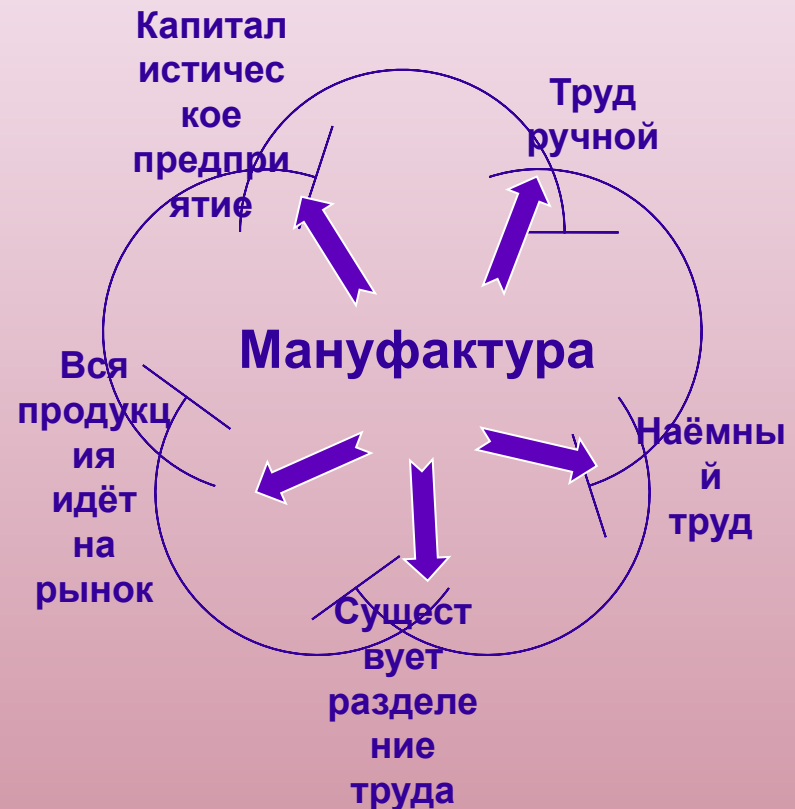 Капитал
истичес
кое
предпри
ятие
Труд
ручной
Мануфактура
Вся
продукц
ия
идёт
на
рынок
Наёмны
й
труд
Сущест
вует
разделе
ние
труда